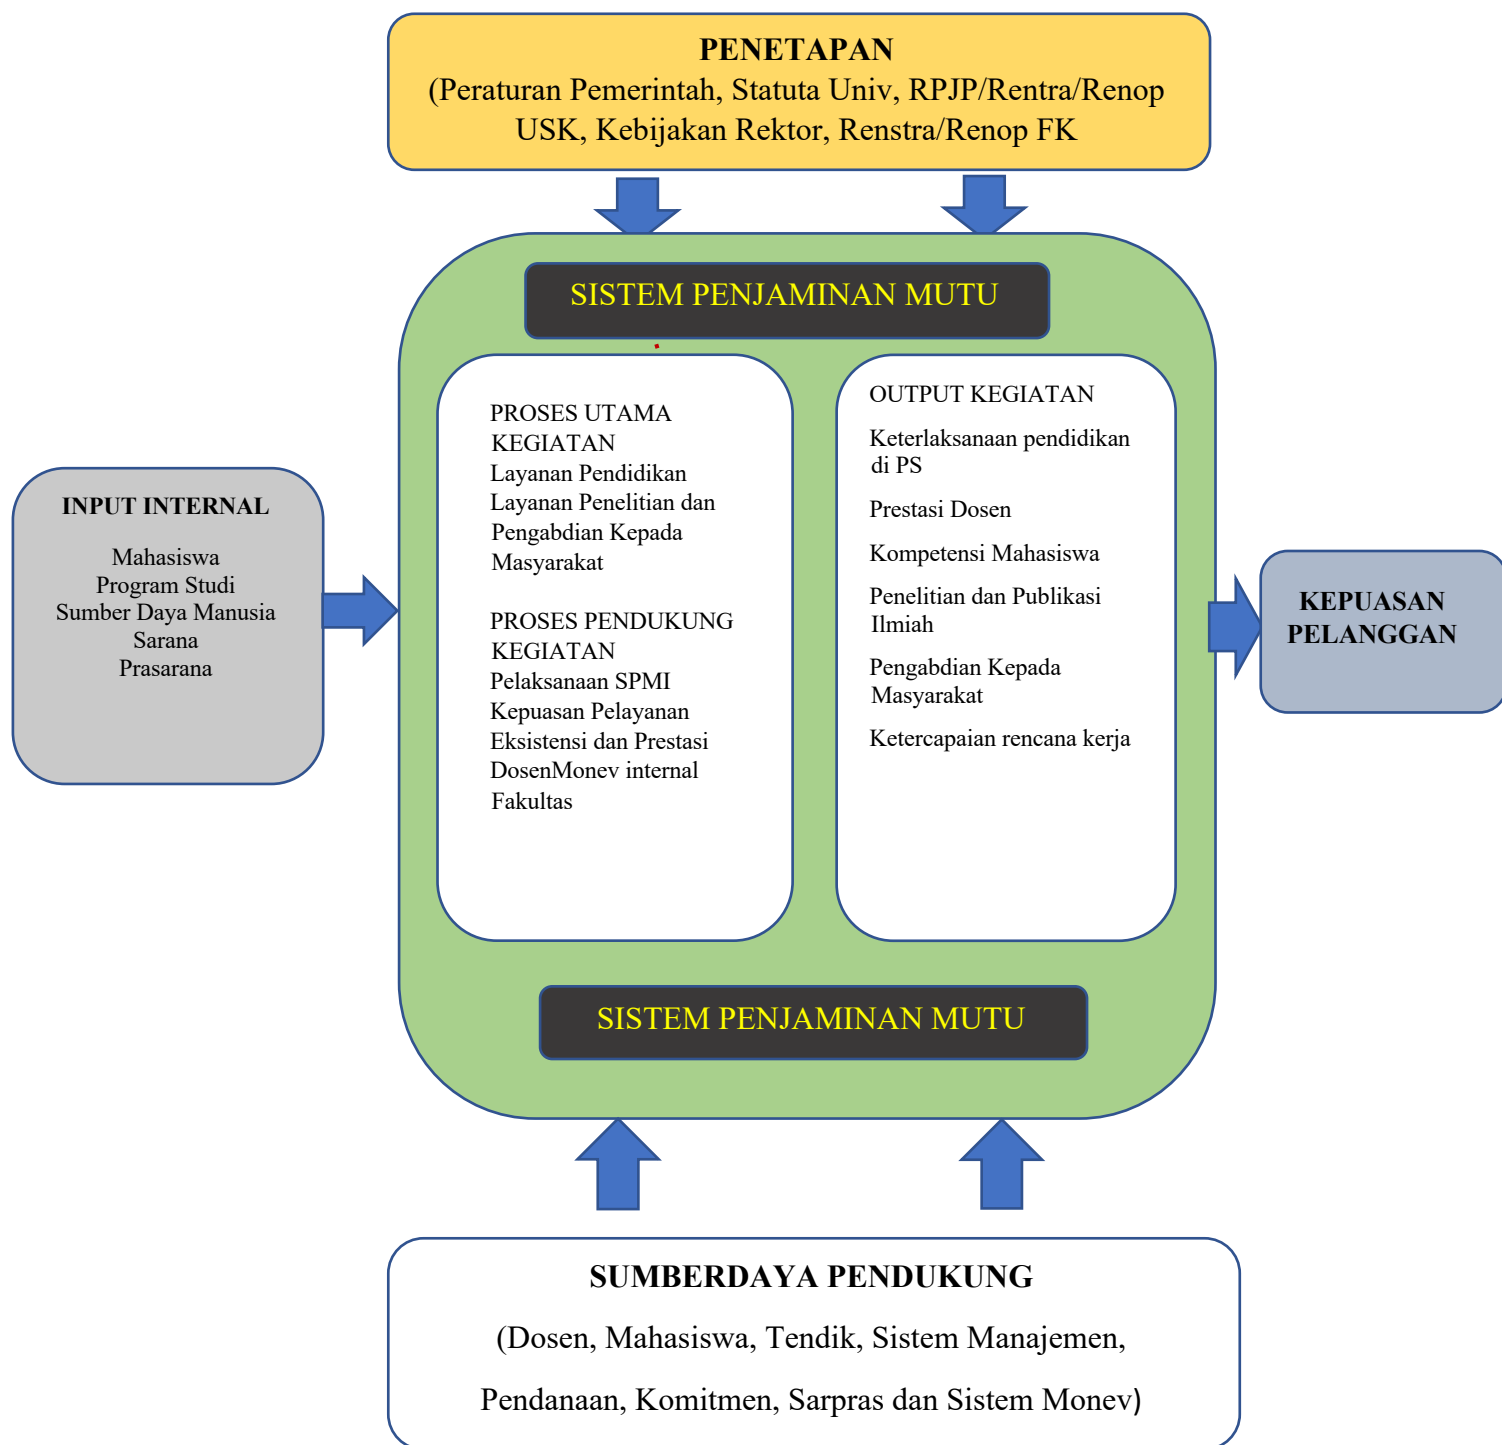 PENETAPAN
(Peraturan Pemerintah, Statuta Univ, RPJP/Rentra/Renop
USK, Kebijakan Rektor, Renstra/Renop FK
SISTEM PENJAMINAN MUTU
INPUT INTERNAL
Mahasiswa
Program Studi
Sumber Daya Manusia
Sarana
Prasarana
PROSES UTAMA
KEGIATAN
Layanan Pendidikan
Layanan Penelitian dan
Pengabdian Kepada
Masyarakat
PROSES PENDUKUNG
KEGIATAN
Pelaksanaan SPMI
Kepuasan Pelayanan
Eksistensi dan Prestasi
DosenMonev internal
Fakultas
OUTPUT KEGIATAN
Keterlaksanaan pendidikan
di PS
Prestasi Dosen
Kompetensi Mahasiswa
Penelitian dan Publikasi
Ilmiah
Pengabdian Kepada
Masyarakat
Ketercapaian rencana kerja
KEPUASAN
PELANGGAN
SISTEM PENJAMINAN MUTU
SUMBERDAYA PENDUKUNG
(Dosen, Mahasiswa, Tendik, Sistem Manajemen,
Pendanaan, Komitmen, Sarpras dan Sistem Monev)